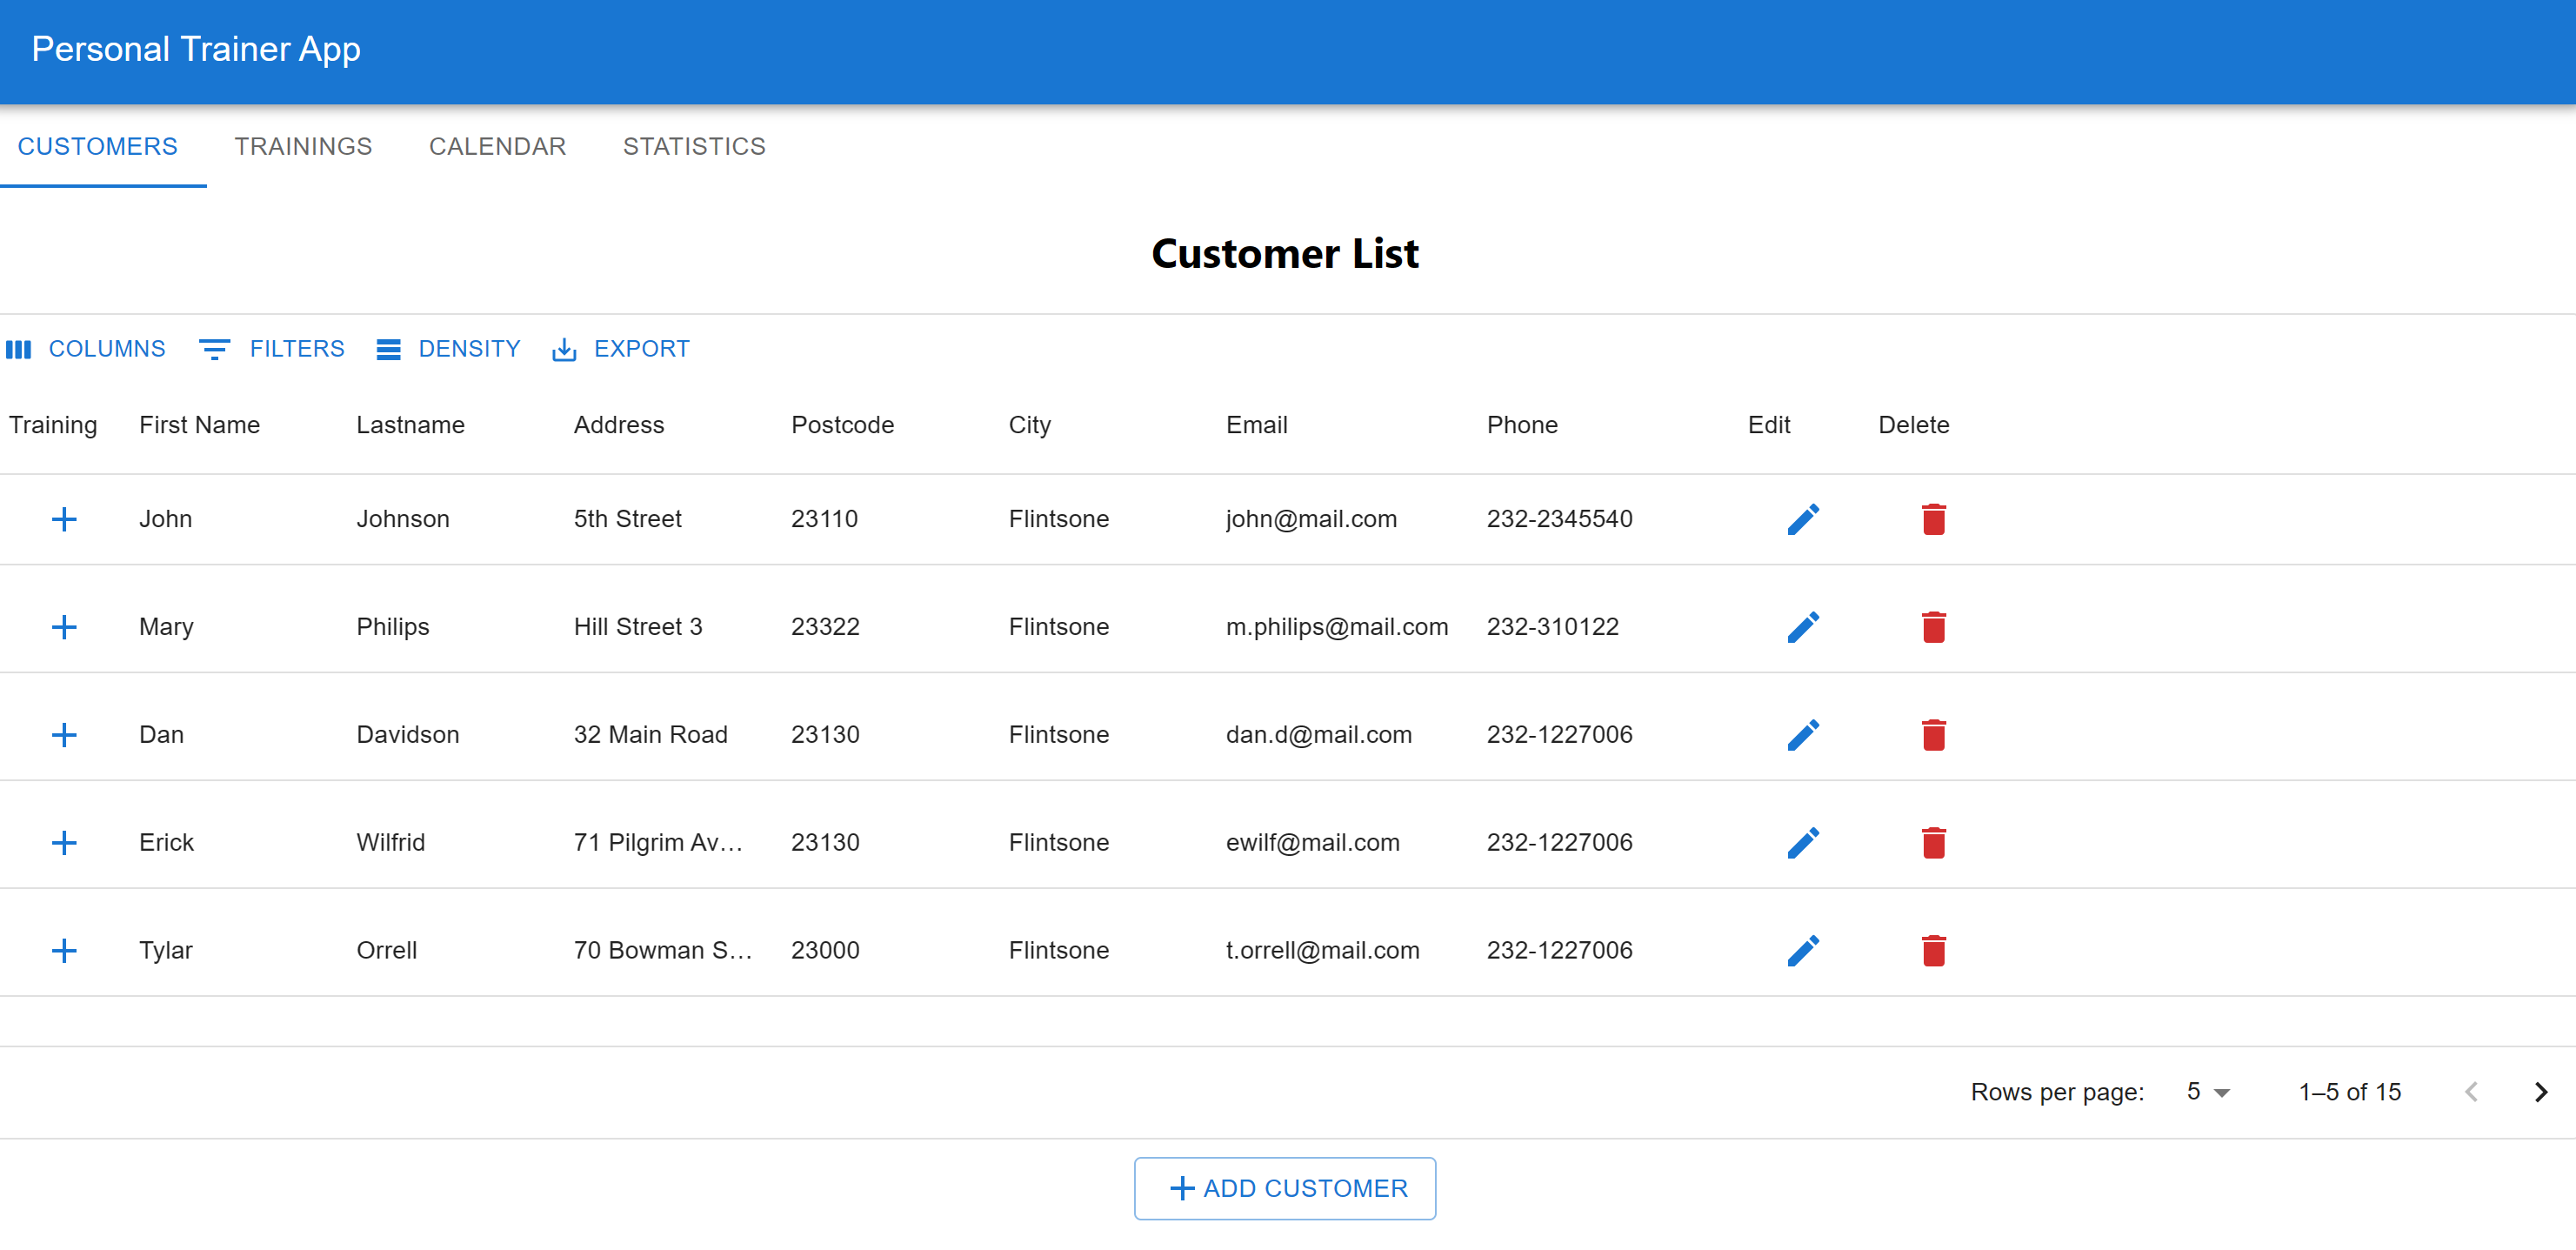 Personal Trainer App
CUSTOMERS TRAININGS CALENDAR STATISTICS
Customer List
COLUMNS FILTERS DENSITY EXPORT
Training First Name Lastname Address Postcode City Email Phone Edit Delete
John Johnson 5th Street 23110 Flintsone john@mail.com 232-2345540
Mary Philips Hill Street 3 23322 Flintsone m.philips@mail.com 232-310122
Dan Davidson 32 Main Road 23130 Flintsone dan.d@mail.com 232-1227006
Erick Wilfrid 71 Pilgrim Av... 23130 Flintsone ewilf@mail.com 232-1227006
Tylar Orrell 70 Bowman S... 23000 Flintsone t.orrell@mail.com 232-1227006
Rows per page: 5 1–5 of 15
ADD CUSTOMER